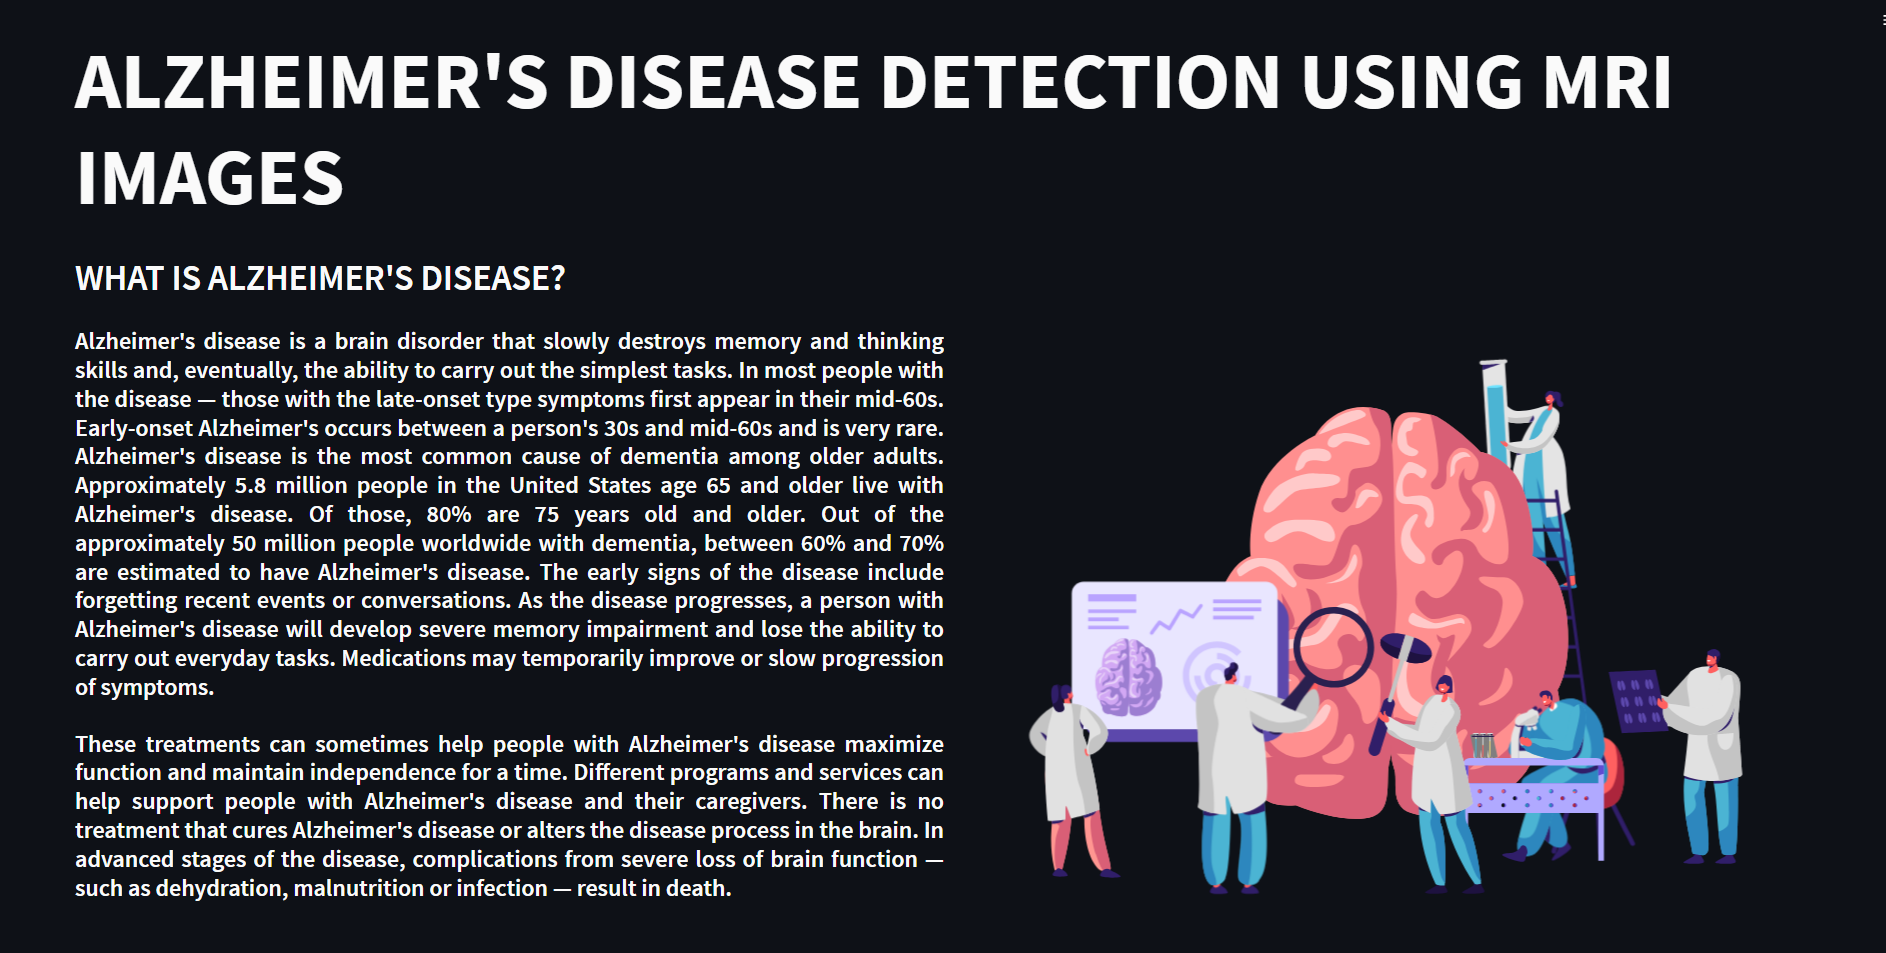 ALZHEIMER'S DISEASE DETECTION USING MRI
IMAGES
WHAT IS ALZHEIMER'S DISEASE?
Alzheimer's disease is a brain disorder that slowly destroys memory and thinking
skills and, eventually, the ability to carry out the simplest tasks. In most people with
the disease — those with the late-onset type symptoms first appear in their mid-60s.
Early-onset Alzheimer's occurs between a person's 30s and mid-60s and is very rare.
Alzheimer's disease is the most common cause of dementia among older adults.
Approximately 5.8 million people in the United States age 65 and older live with
Alzheimer's disease. Of those, 80% are 75 years old and older. Out of the
approximately 50 million people worldwide with dementia, between 60% and 70%
are estimated to have Alzheimer's disease. The early signs of the disease include
forgetting recent events or conversations. As the disease progresses, a person with
Alzheimer's disease will develop severe memory impairment and lose the ability to
carry out everyday tasks. Medications may temporarily improve or slow progression
of symptoms.
These treatments can sometimes help people with Alzheimer's disease maximize
function and maintain independence for a time. Different programs and services can
help support people with Alzheimer's disease and their caregivers. There is no
treatment that cures Alzheimer's disease or alters the disease process in the brain. In
advanced stages of the disease, complications from severe loss of brain function —
such as dehydration, malnutrition or infection — result in death.